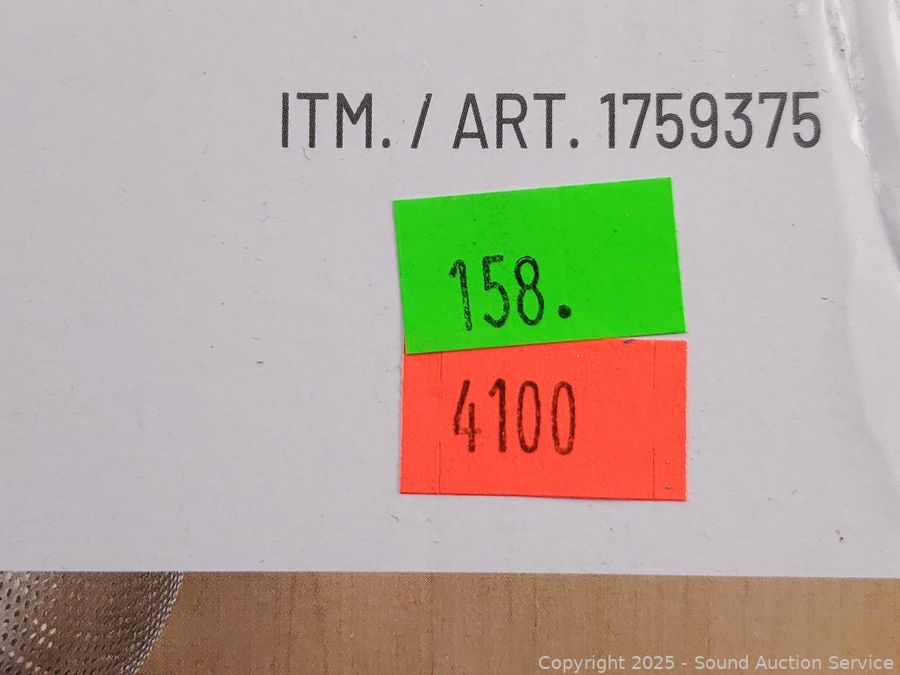 ITM. / ART. 1759375
158.
4100
Copyright 2025 - Sound Auction Service